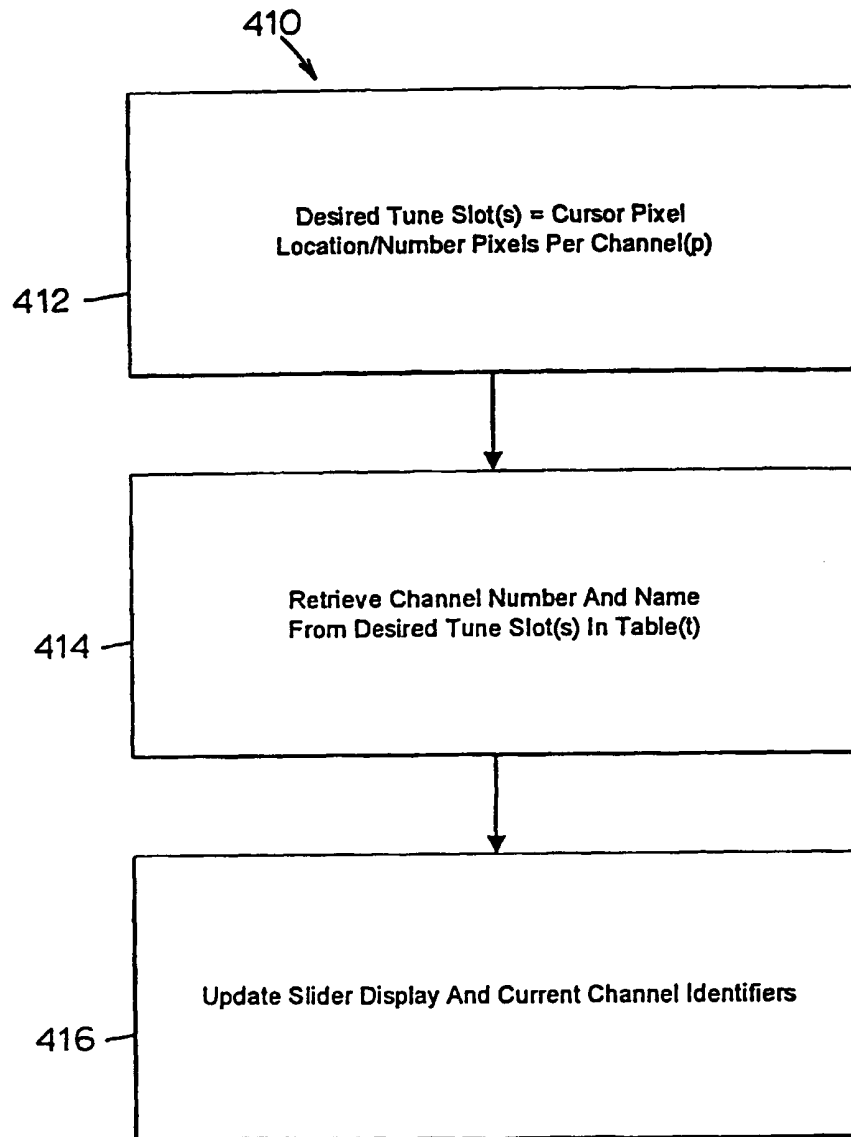 410
Desired Tune Slot(s) = Cursor Pixel
Location/Number Pixels Per Channel(p)
412
Retrieve Channel Number And Name
From Desired Tune Slot(s) In Table(t)
414
Update Slider Display And Current Channel Identifiers
416